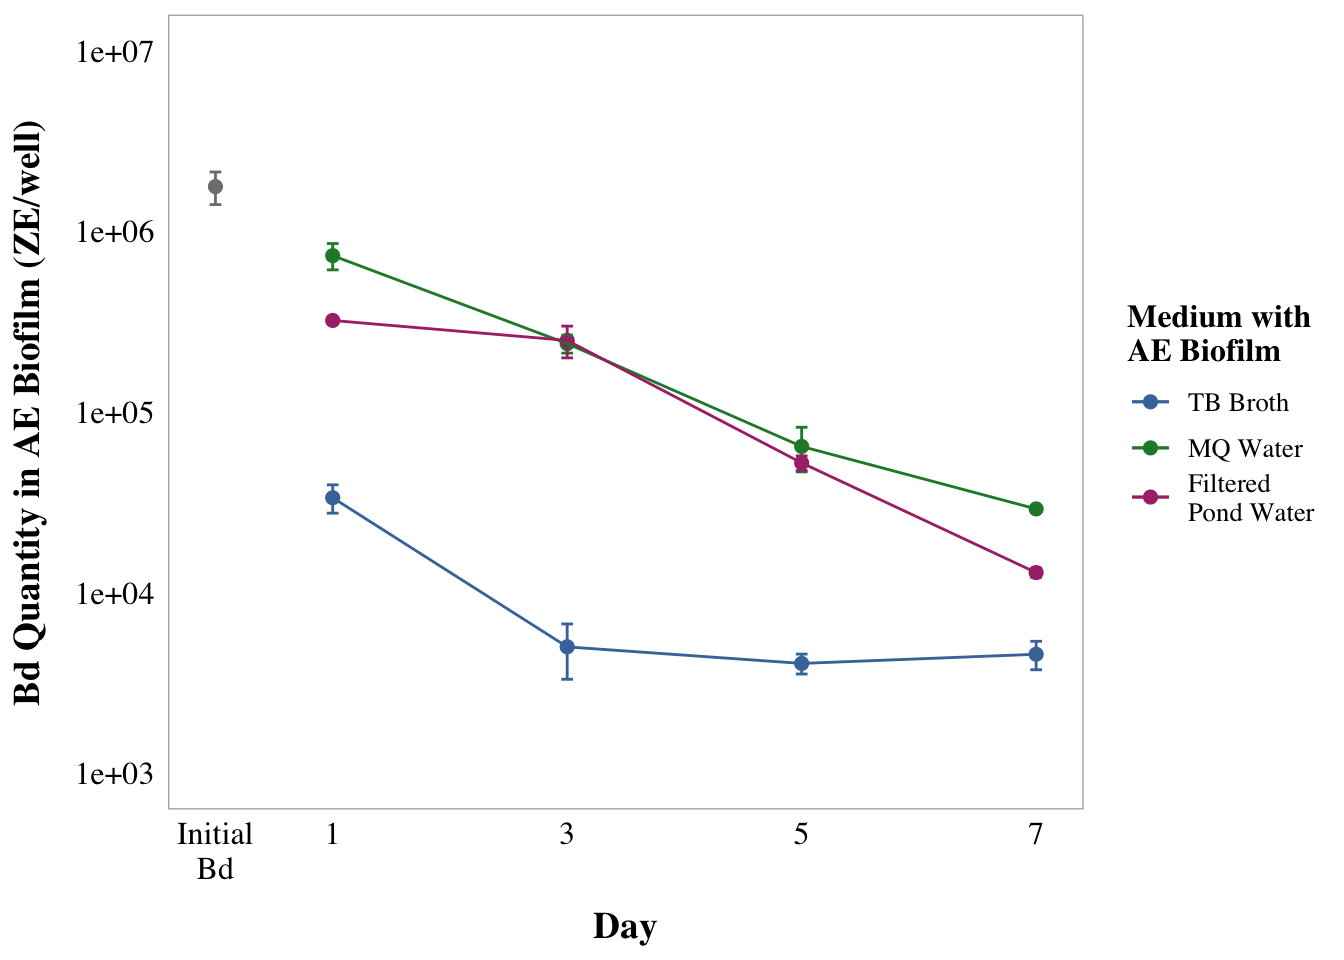 Bd Quantity in AE Biofilm (ZE/well)
1e+07
1e+06
1e+05
1e+04
1e+03
Initial
Bd
1
3
5
7
Day
Medium with
AE Biofilm
TB Broth
MQ Water
Filtered
Pond Water